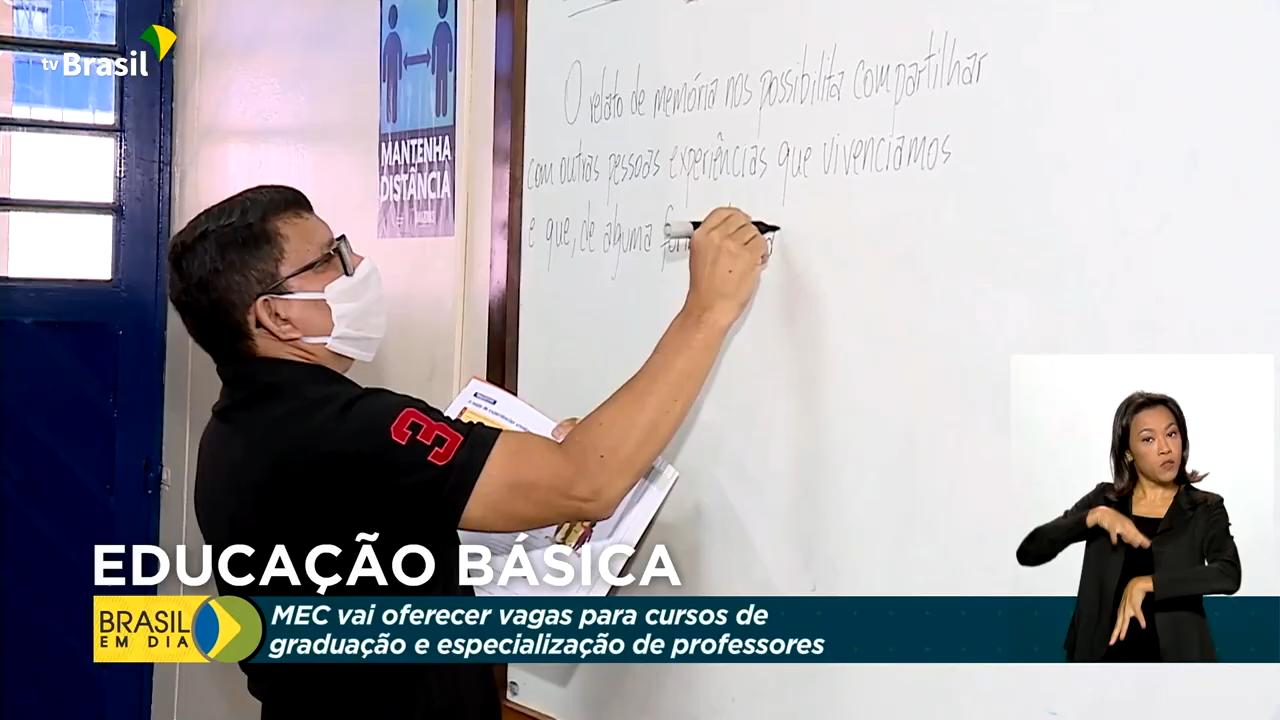 tv Brasil
MANTENHA
DISTÂNCIA
O relato de memória nos possibilita compartilhar
com outras pessoas experiências que vivenciamos
e que, de alguma
3
EDUCAÇÃO BÁSICA
BRASIL
EM DIA
MEC vai oferecer vagas para cursos de
graduação e especialização de professores